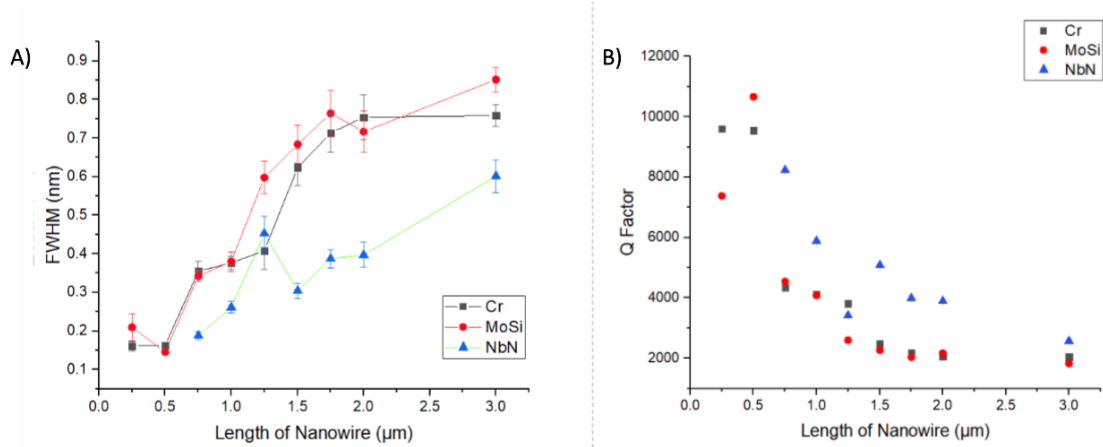 A)
0.9
0.8
0.7
0.6
0.5
0.4
0.3
0.2
0.1
FWHM (nm)
Cr
MoSi
NbN
0.0 0.5 1.0 1.5 2.0 2.5 3.0
Length of Nanowire (μm)
B)
Cr
MoSi
NbN
12000
10000
8000
6000
4000
2000
Q Factor
0.0 0.5 1.0 1.5 2.0 2.5 3.0
Length of Nanowire (μm)